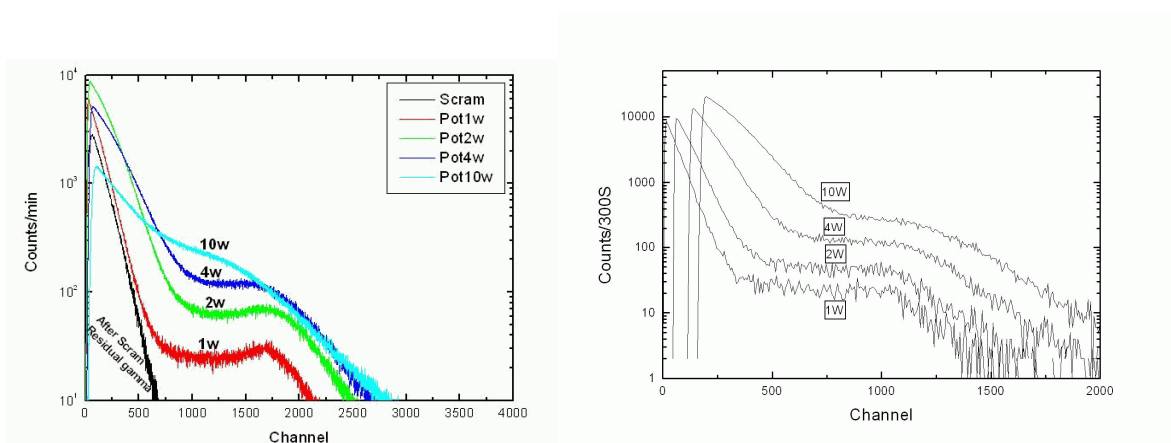 10⁴
10³
10²
10¹
Counts/min
Scram
Pot1w
Pot2w
Pot4w
Pot10w
10w
4w
2w
1w
After Scram
Residual gamma
0 500 1000 1500 2000 2500 3000 3500 4000
Channel
10000
1000
100
10
1
Counts/300S
10W
4W
2W
1W
0 500 1000 1500 2000
Channel